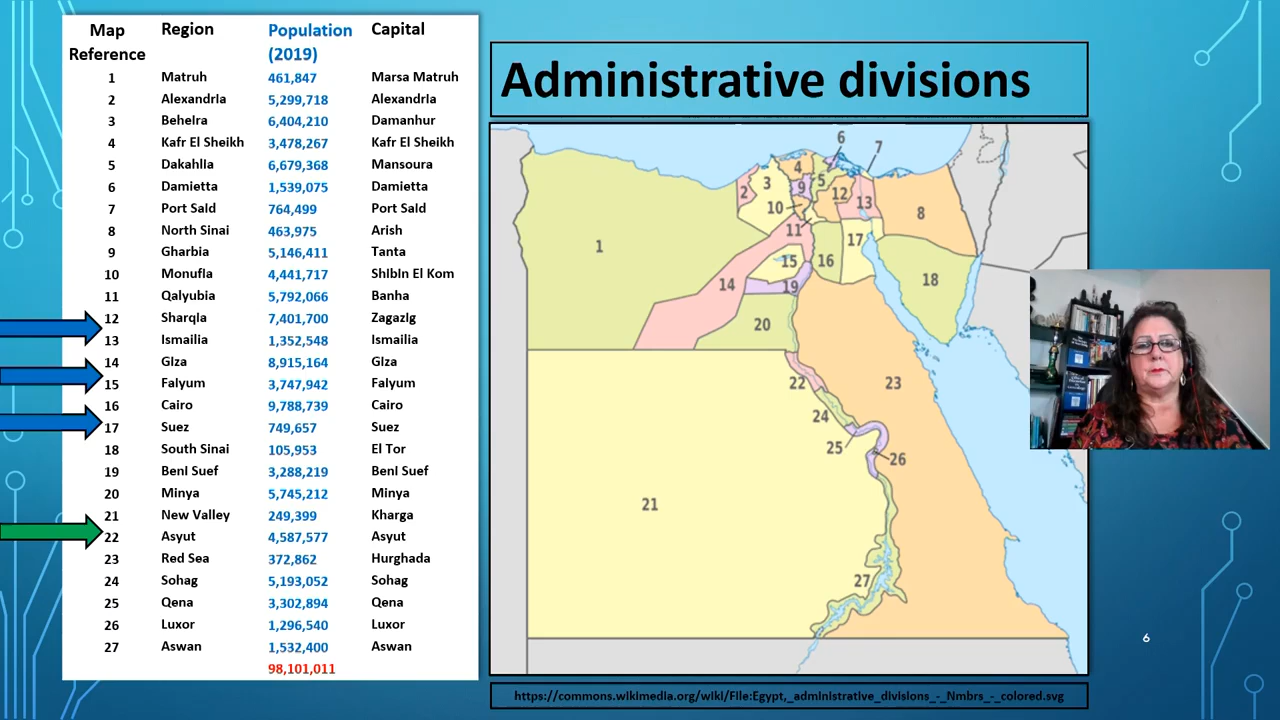 Map Region Population Capital
Reference (2019)
1 Matruh 461,847 Marsa Matruh
2 Alexandria 5,299,718 Alexandria
3 Beheira 6,404,210 Damanhur
4 Kafr El Sheikh 3,478,267 Kafr El Sheikh
5 Dakahlia 6,679,368 Mansoura
6 Damietta 1,539,075 Damietta
7 Port Said 764,499 Port Said
8 North Sinai 463,975 Arish
9 Gharbia 5,146,411 Tanta
10 Monufia 4,441,717 Shibin El Kom
11 Qalyubia 5,792,066 Banha
12 Sharqia 7,401,700 Zagazig
13 Ismailia 1,352,548 Ismailia
14 Giza 8,915,164 Giza
15 Faiyum 3,747,942 Faiyum
16 Cairo 9,788,739 Cairo
17 Suez 749,657 Suez
18 South Sinai 105,953 El Tor
19 Beni Suef 3,288,219 Beni Suef
20 Minya 5,745,212 Minya
21 New Valley 249,399 Kharga
22 Asyut 4,587,577 Asyut
23 Red Sea 372,862 Hurghada
24 Sohag 5,193,052 Sohag
25 Qena 3,302,894 Qena
26 Luxor 1,296,540 Luxor
27 Aswan 1,532,400 Aswan
98,101,011
Administrative divisions
6
7
4
3
5
9
2
12
10
13
8
11
17
1
15
16
14
19
18
20
22
23
24
25
26
21
27
6
https://commons.wikimedia.org/wiki/File:Egypt,_administrative_divisions_-_Nmbrs_-_colored.svg